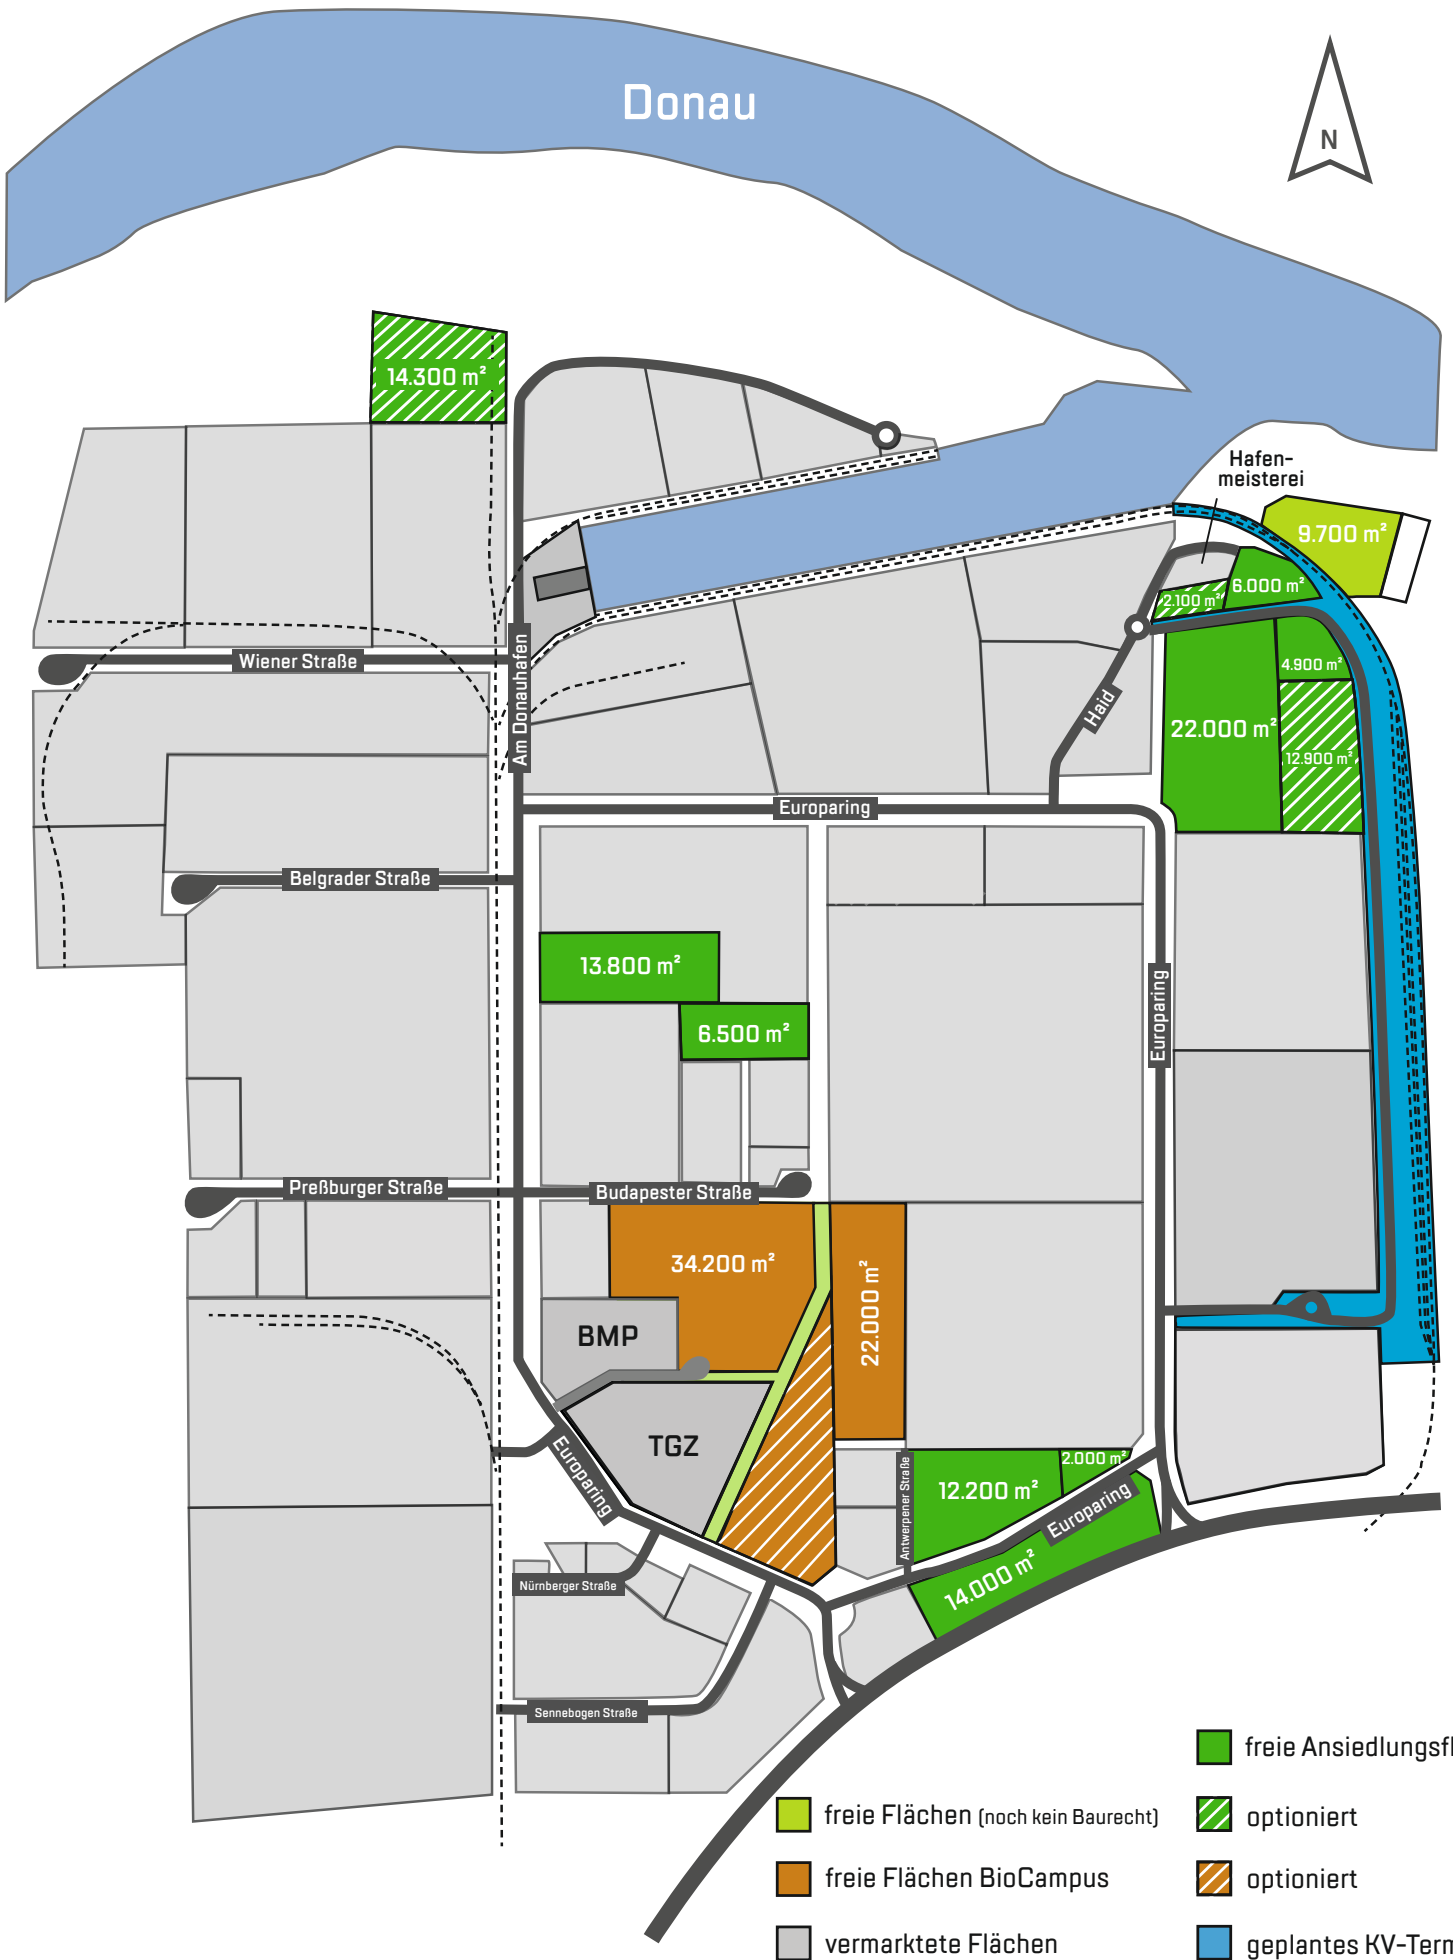 Donau
N
14.300 m²
Hafen-
meisterei
9.700 m²
6.000 m²
2.100 m²
Wiener Straße
Am Donauhafen
4.900 m²
Haid
22.000 m²
12.900 m²
Europaring
Belgrader Straße
13.800 m²
Europaring
6.500 m²
Preßburger Straße
Budapester Straße
34.200 m²
22.000 m²
BMP
TGZ
Europaring
12.200 m²
2.000 m²
Antwerpener Straße
Europaring
14.000 m²
Nürnberger Straße
Sennebogen Straße
freie Ansiedlungsfl
freie Flächen (noch kein Baurecht)
optioniert
freie Flächen BioCampus
optioniert
vermarktete Flächen
geplantes KV-Term